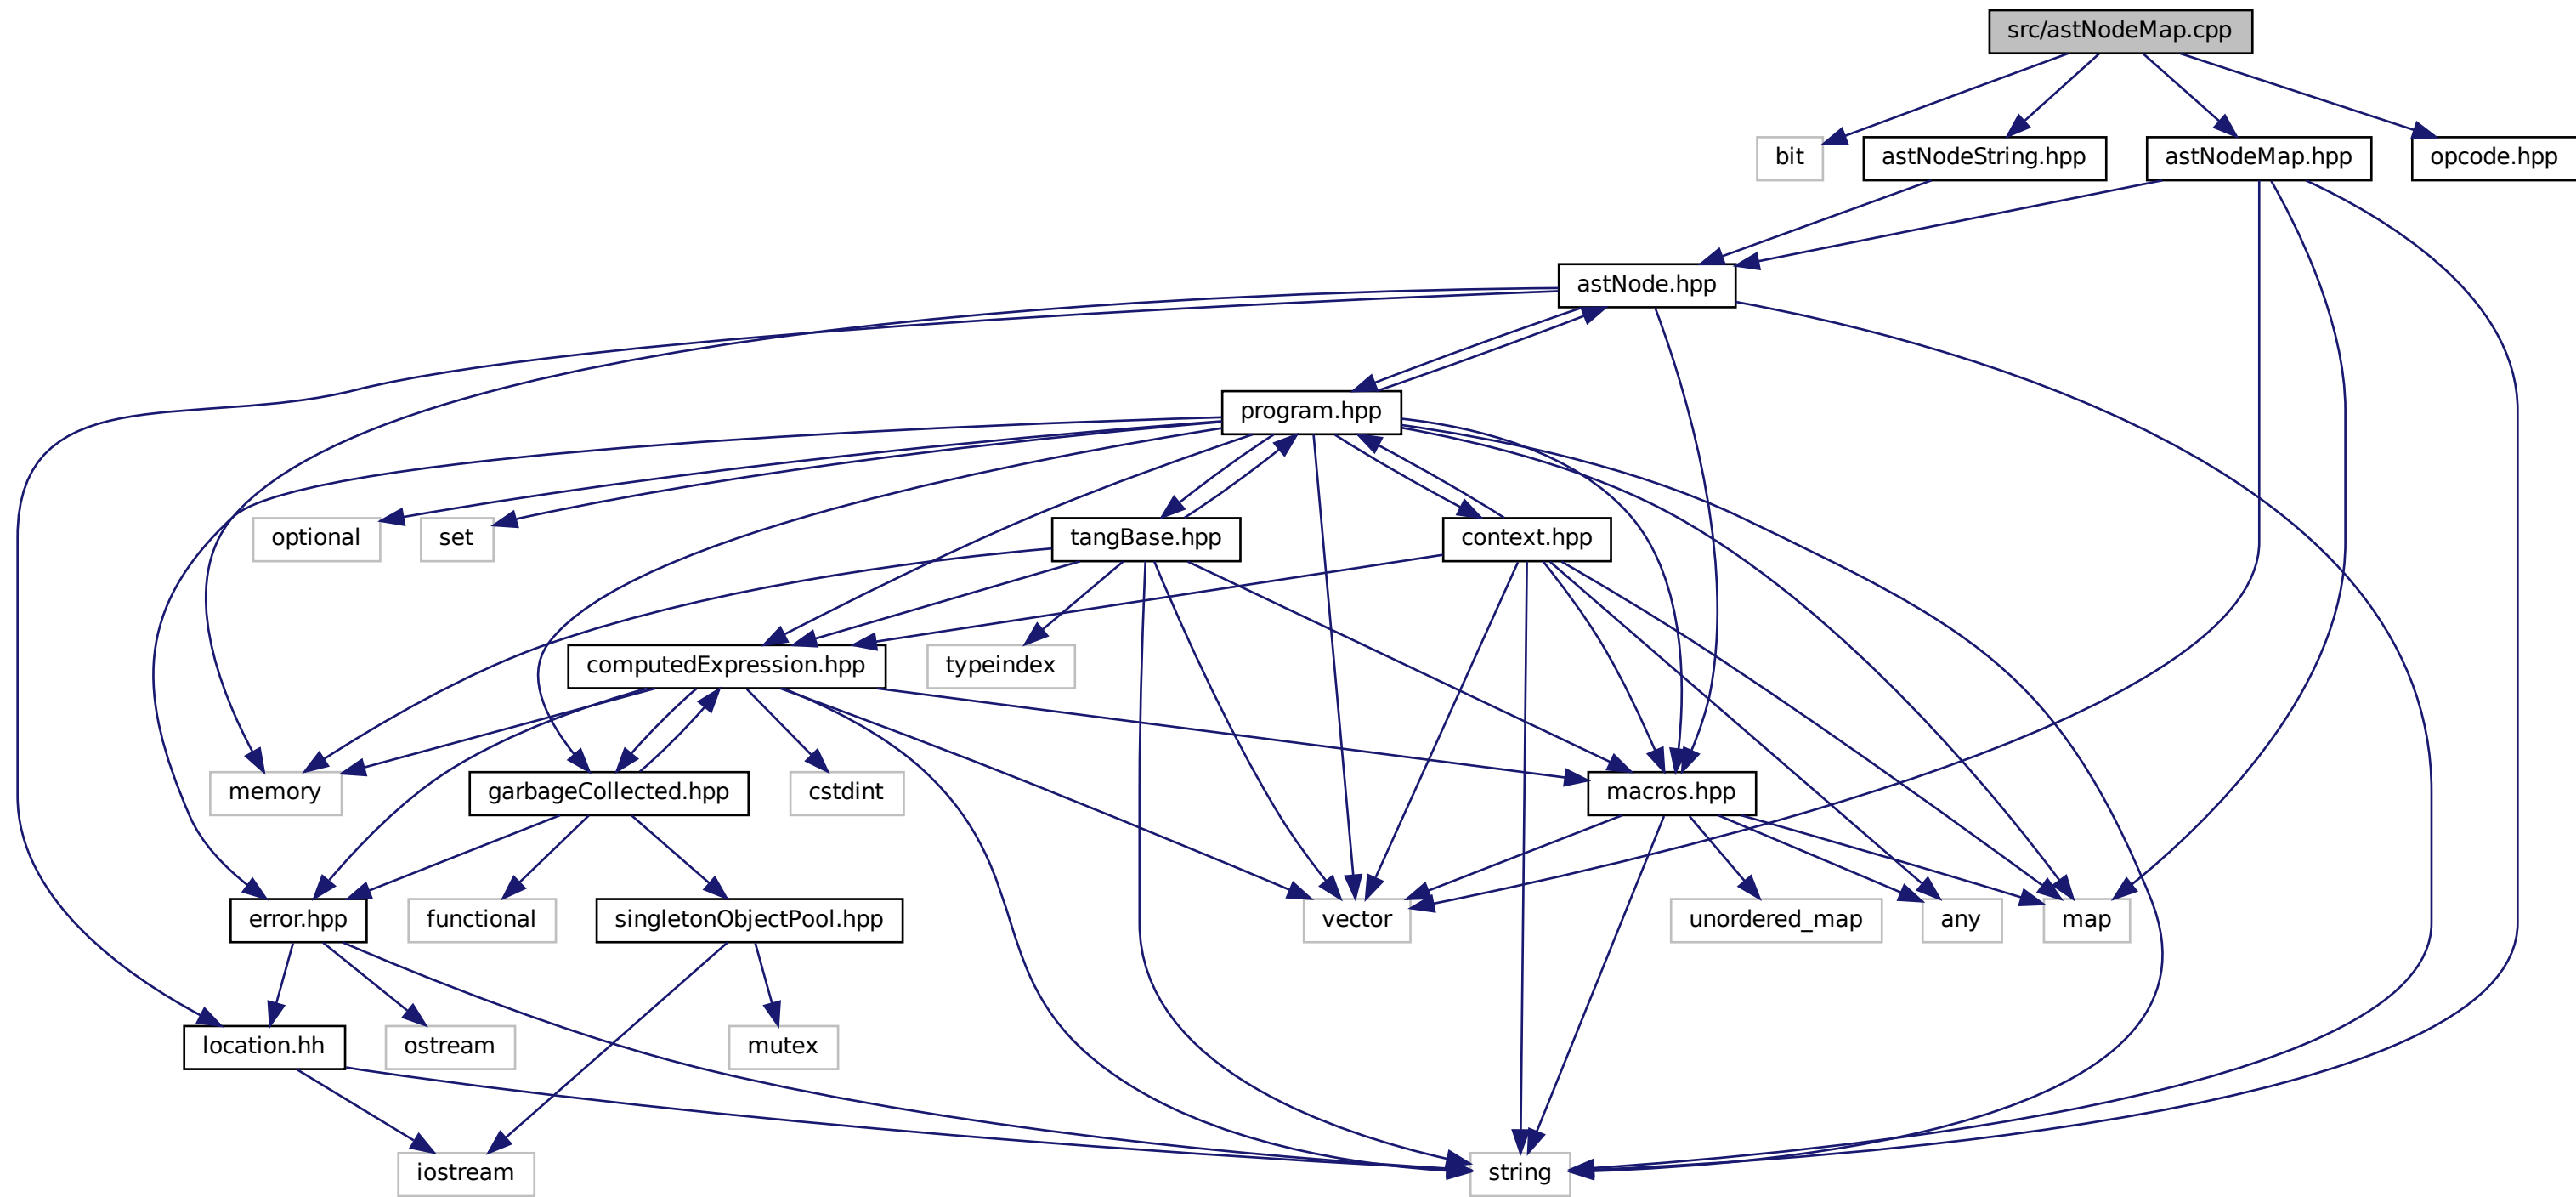 src/astNodeMap.cpp
bit
astNodeString.hpp
astNodeMap.hpp
opcode.hpp
astNode.hpp
program.hpp
optional
set
tangBase.hpp
context.hpp
computedExpression.hpp
typeindex
memory
garbageCollected.hpp
cstdint
macros.hpp
error.hpp
functional
singletonObjectPool.hpp
vector
unordered_map
any
map
location.hh
ostream
mutex
iostream
string